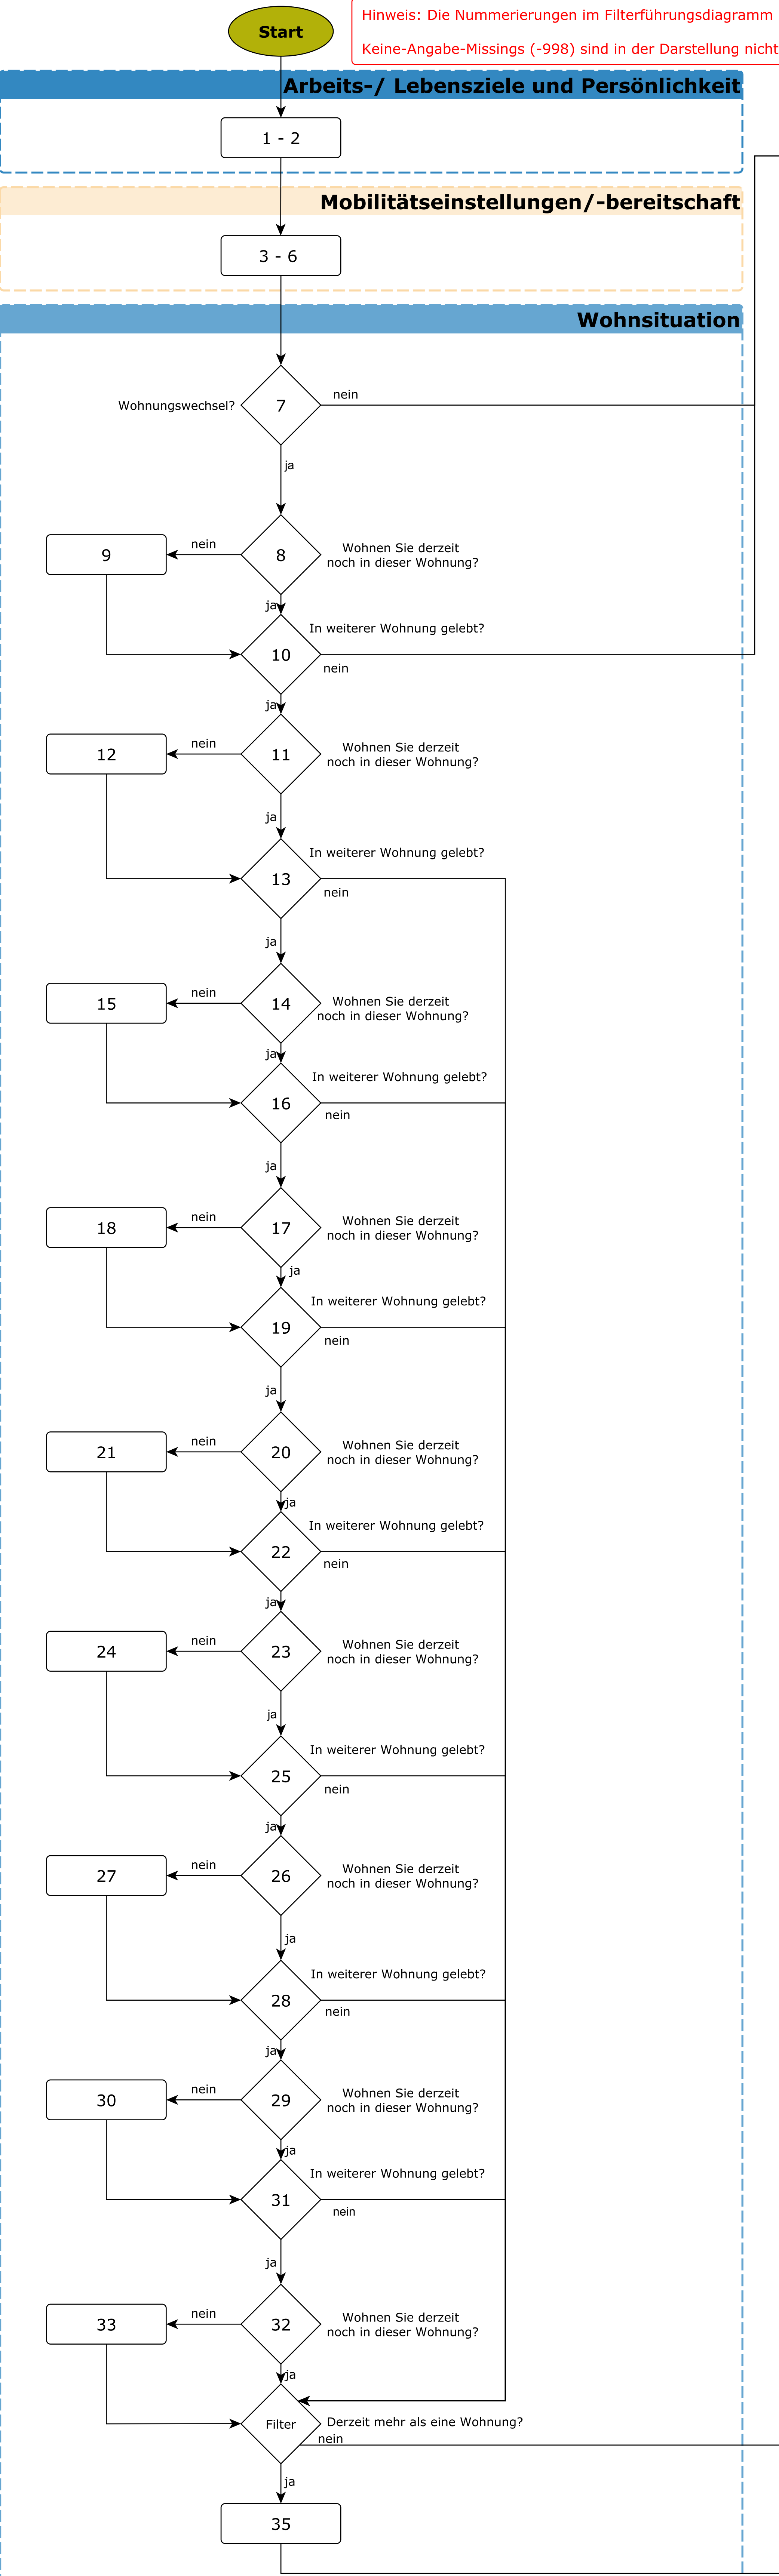 Start
Hinweis: Die Nummerierungen im Filterführungsdiagramm
Keine-Angabe-Missings (-998) sind in der Darstellung nicht
Arbeits-/ Lebensziele und Persönlichkeit
1 - 2
Mobilitätseinstellungen/-bereitschaft
3 - 6
Wohnsituation
nein
Wohnungswechsel?
7
ja
nein
9
8
Wohnen Sie derzeit
noch in dieser Wohnung?
ja
In weiterer Wohnung gelebt?
10
nein
ja
nein
12
11
Wohnen Sie derzeit
noch in dieser Wohnung?
ja
In weiterer Wohnung gelebt?
13
nein
ja
nein
15
14
Wohnen Sie derzeit
noch in dieser Wohnung?
ja
In weiterer Wohnung gelebt?
16
nein
ja
nein
18
17
Wohnen Sie derzeit
noch in dieser Wohnung?
ja
In weiterer Wohnung gelebt?
19
nein
ja
nein
21
20
Wohnen Sie derzeit
noch in dieser Wohnung?
ja
In weiterer Wohnung gelebt?
22
nein
ja
nein
24
23
Wohnen Sie derzeit
noch in dieser Wohnung?
ja
In weiterer Wohnung gelebt?
25
nein
ja
nein
27
26
Wohnen Sie derzeit
noch in dieser Wohnung?
ja
In weiterer Wohnung gelebt?
28
nein
ja
nein
30
29
Wohnen Sie derzeit
noch in dieser Wohnung?
ja
In weiterer Wohnung gelebt?
31
nein
ja
nein
33
32
Wohnen Sie derzeit
noch in dieser Wohnung?
ja
Filter
Derzeit mehr als eine Wohnung?
nein
ja
35